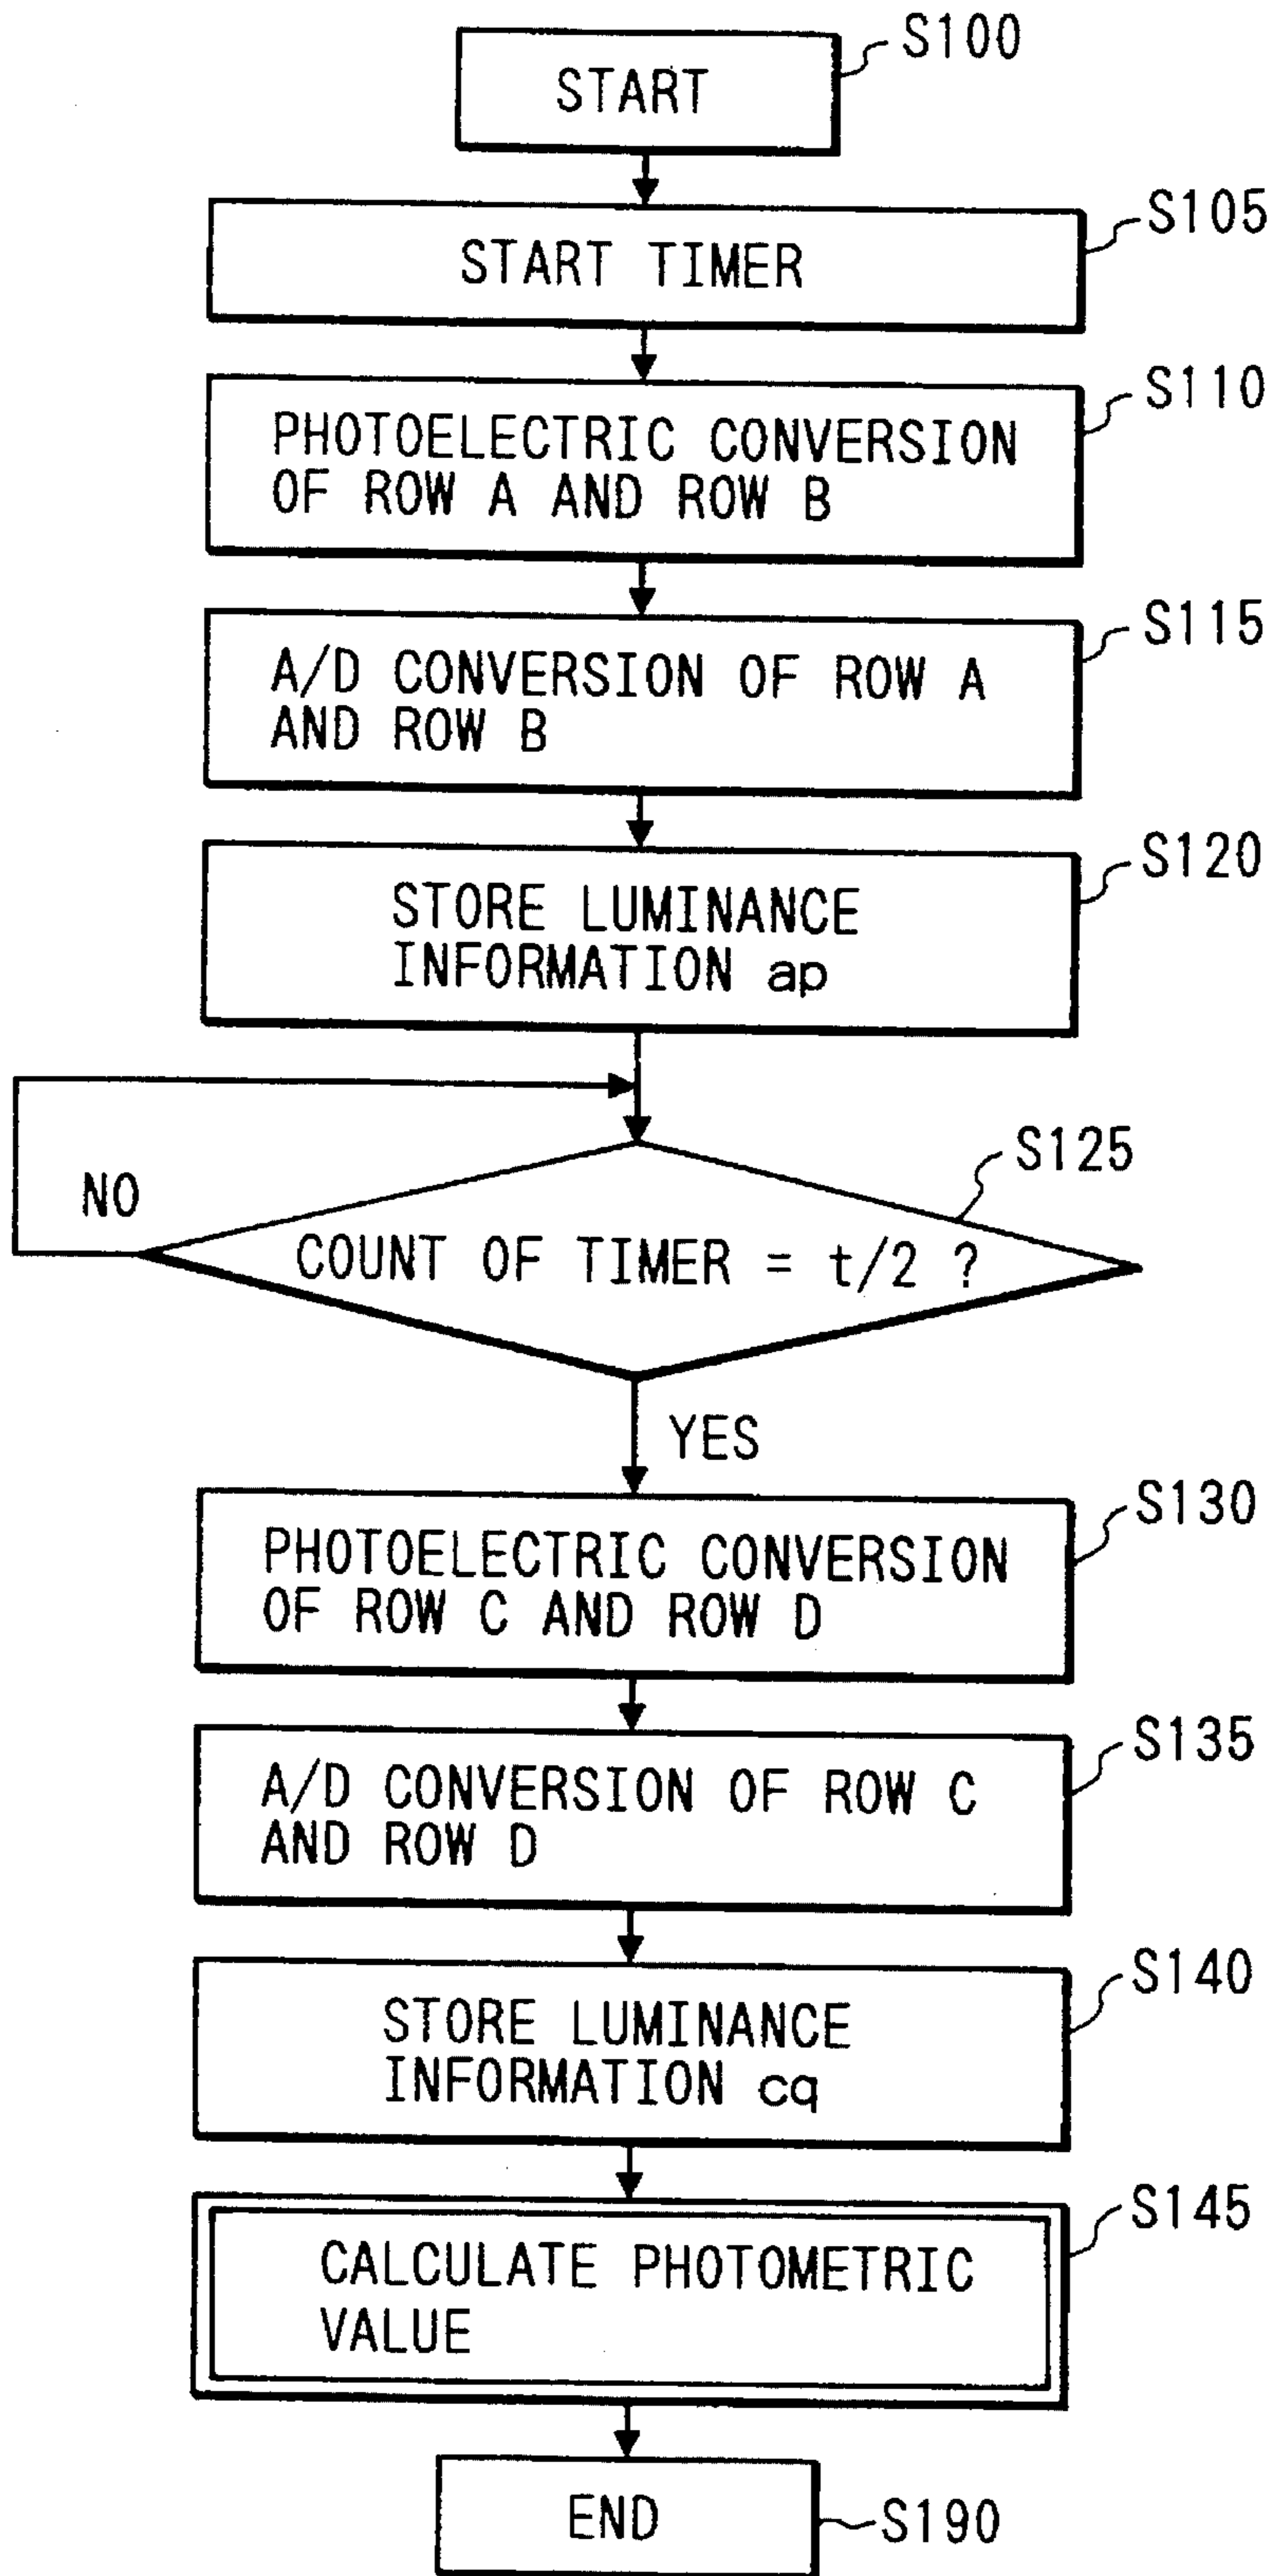 START
S100
START TIMER
S105
PHOTOELECTRIC CONVERSION
OF ROW A AND ROW B
S110
A/D CONVERSION OF ROW A
AND ROW B
S115
STORE LUMINANCE
INFORMATION ap
S120
NO
COUNT OF TIMER = t/2 ?
S125
YES
PHOTOELECTRIC CONVERSION
OF ROW C AND ROW D
S130
A/D CONVERSION OF ROW C
AND ROW D
S135
STORE LUMINANCE
INFORMATION cq
S140
CALCULATE PHOTOMETRIC
VALUE
S145
END
S190